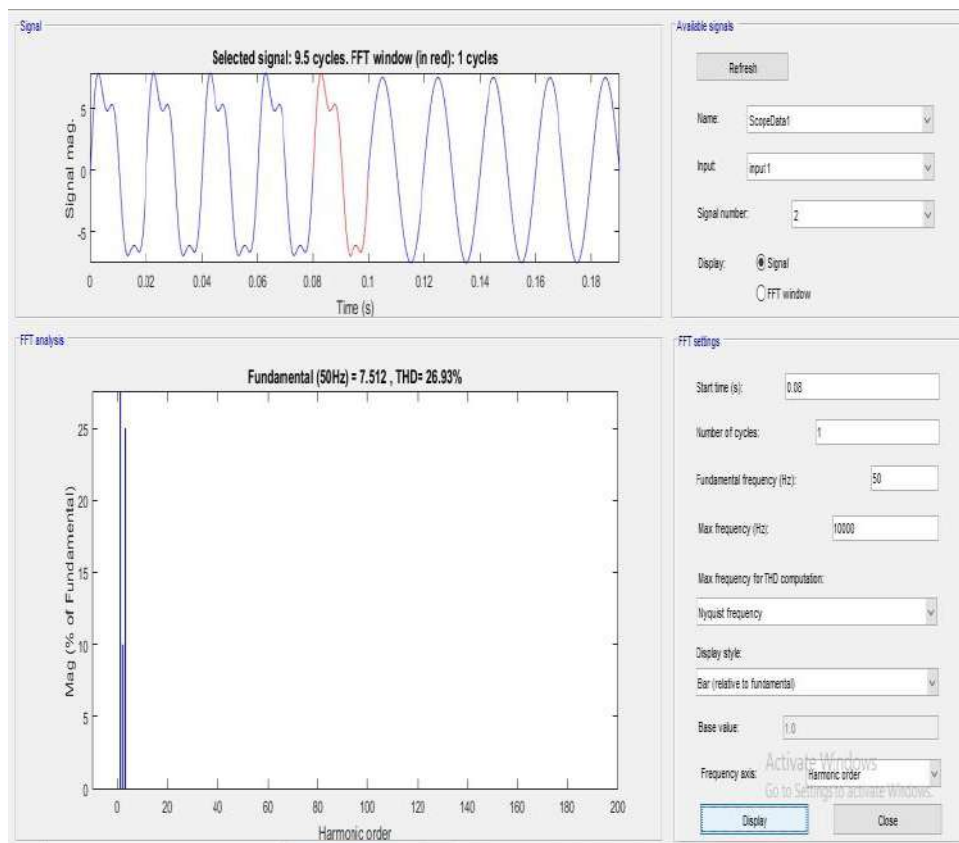 Signal
Selected signal: 9.5 cycles. FFT window (in red): 1 cycles
Signal mag.
5
0
-5
0 0.02 0.04 0.06 0.08 0.1 0.12 0.14 0.16 0.18
Time (s)
Available signals
Refresh
Name: ScopeData1
Input: input1
Signal number: 2
Display: Signal
FFT window
FFT analysis
Fundamental (50Hz) = 7.512 , THD= 26.93%
Mag (% of Fundamental)
25
20
15
10
5
0
0 20 40 60 80 100 120 140 160 180 200
Harmonic order
FFT settings
Start time (s): 0.08
Number of cycles: 1
Fundamental frequency (Hz): 50
Max frequency (Hz): 10000
Max frequency for THD computation:
Nyquist frequency
Display style:
Bar (relative to fundamental)
Base value: 1.0
Activate Windows
Frequency axis: Harmonic order
Go to Settings to activate Windows.
Display Close